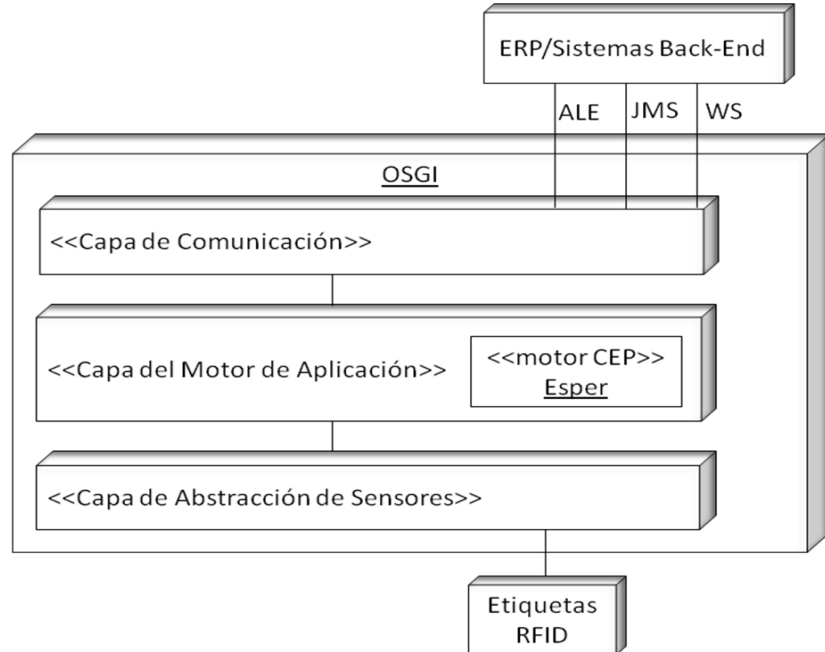 ERP/Sistemas Back-End
ALE
JMS
WS
OSGI
<<Capa de Comunicación>>
<<Capa del Motor de Aplicación>>
<<motor CEP>>
Esper
<<Capa de Abstracción de Sensores>>
Etiquetas
RFID